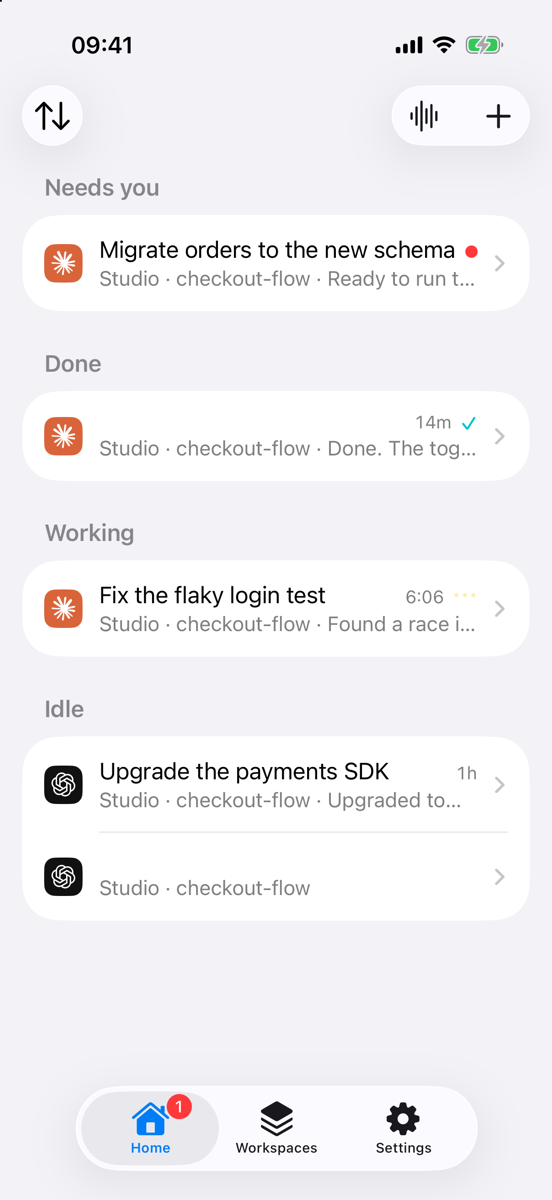 09:41
Needs you
Migrate orders to the new schema
Studio · checkout-flow · Ready to run t...
Done
14m
Studio · checkout-flow · Done. The tog...
Working
Fix the flaky login test 6:06
Studio · checkout-flow · Found a race i...
Idle
Upgrade the payments SDK 1h
Studio · checkout-flow · Upgraded to...
Studio · checkout-flow
1
Home Workspaces Settings